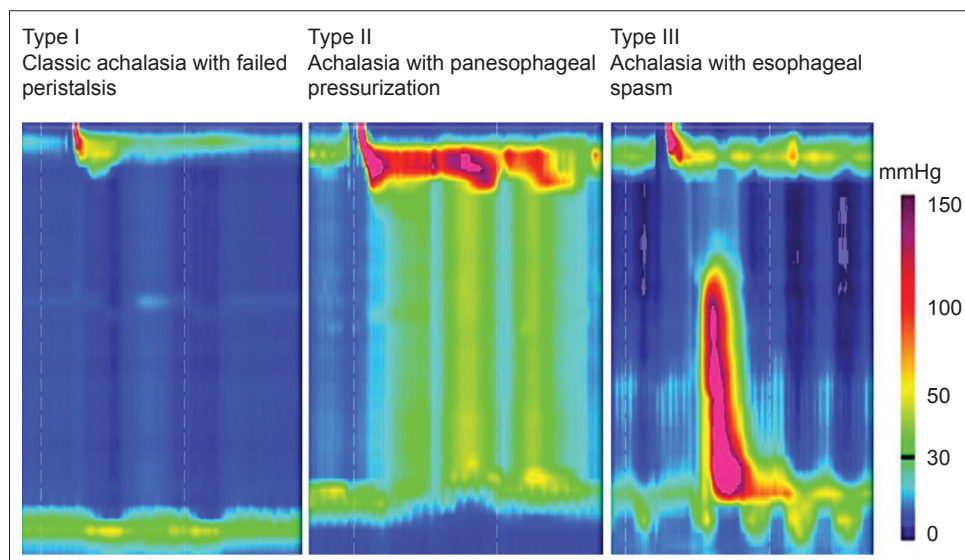 Type I
Classic achalasia with failed
peristalsis
Type II
Achalasia with panesophageal
pressurization
Type III
Achalasia with esophageal
spasm
mmHg
150
100
50
30
0